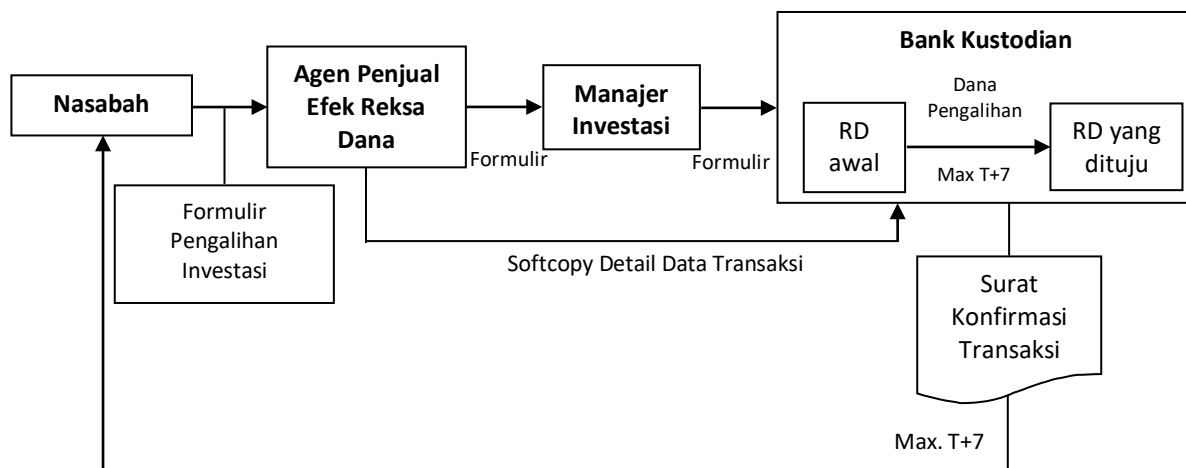 Nasabah
Agen Penjual
Efek Reksa
Dana
Manajer
Investasi
Bank Kustodian
Dana
Pengalihan
RD
awal
RD yang
dituju
Max T+7
Formulir
Formulir
Formulir
Pengalihan
Investasi
Softcopy Detail Data Transaksi
Surat
Konfirmasi
Transaksi
Max. T+7